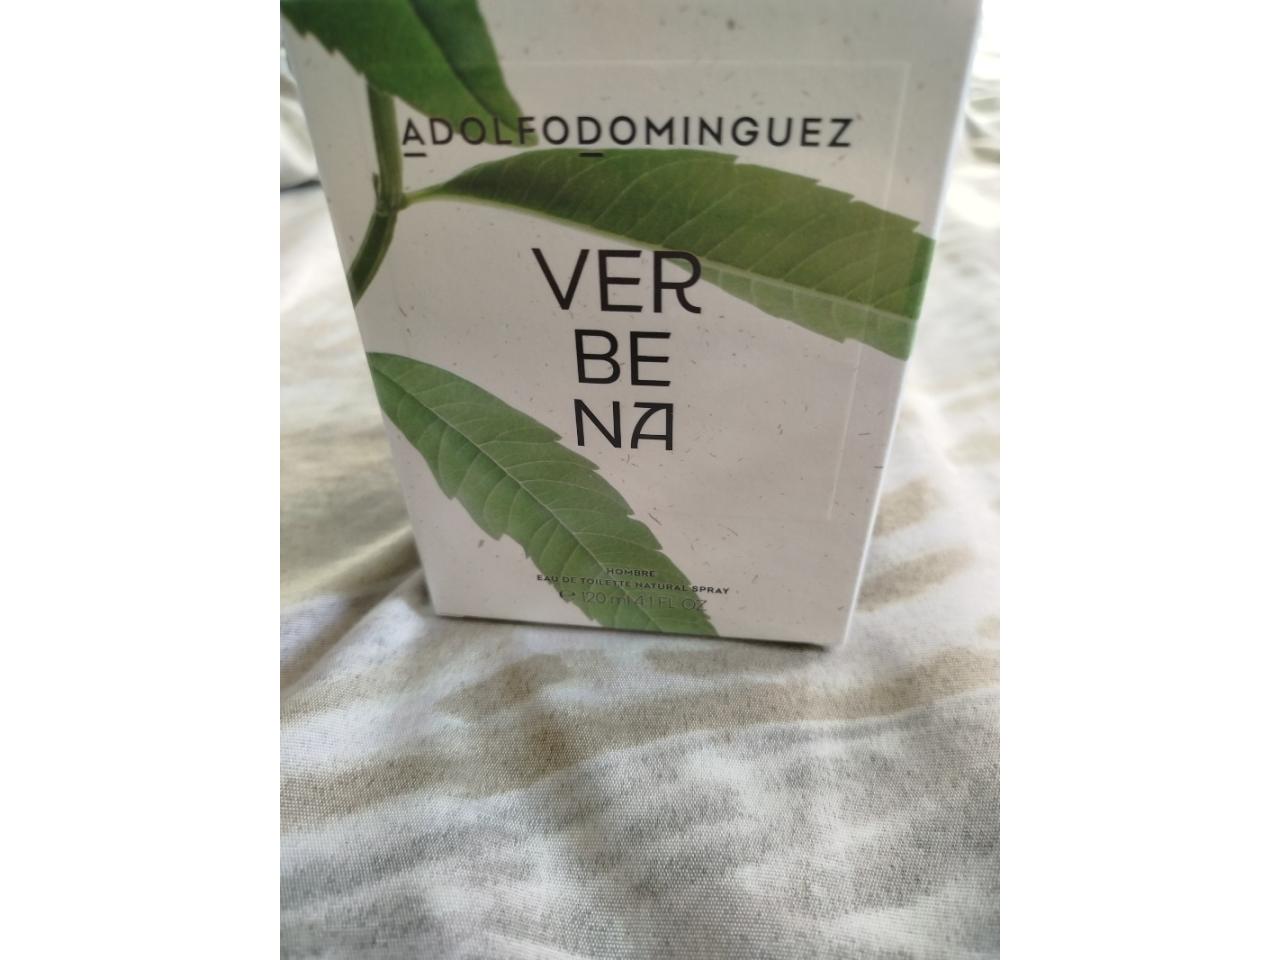 ADOLFODOMINGUEZ
VER
BE
NA
HOMBRE
EAU DE TOILETTE NATURAL SPRAY
℮ 120 ml 4.1 FL OZ